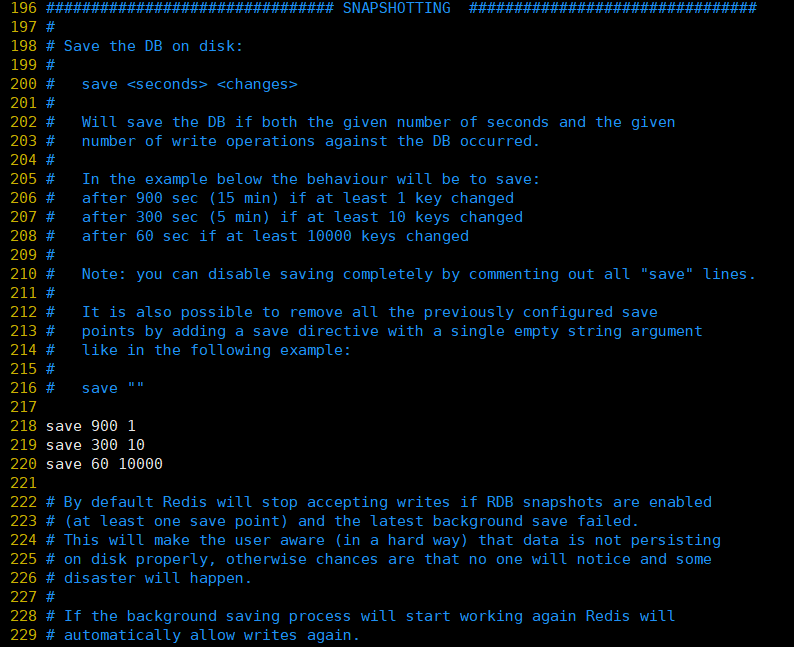 196 ################################ SNAPSHOTTING  ################################
197 #
198 # Save the DB on disk:
199 #
200 #   save <seconds> <changes>
201 #
202 #   Will save the DB if both the given number of seconds and the given
203 #   number of write operations against the DB occurred.
204 #
205 #   In the example below the behaviour will be to save:
206 #   after 900 sec (15 min) if at least 1 key changed
207 #   after 300 sec (5 min) if at least 10 keys changed
208 #   after 60 sec if at least 10000 keys changed
209 #
210 #   Note: you can disable saving completely by commenting out all "save" lines.
211 #
212 #   It is also possible to remove all the previously configured save
213 #   points by adding a save directive with a single empty string argument
214 #   like in the following example:
215 #
216 #   save ""
217
218 save 900 1
219 save 300 10
220 save 60 10000
221
222 # By default Redis will stop accepting writes if RDB snapshots are enabled
223 # (at least one save point) and the latest background save failed.
224 # This will make the user aware (in a hard way) that data is not persisting
225 # on disk properly, otherwise chances are that no one will notice and some
226 # disaster will happen.
227 #
228 # If the background saving process will start working again Redis will
229 # automatically allow writes again.